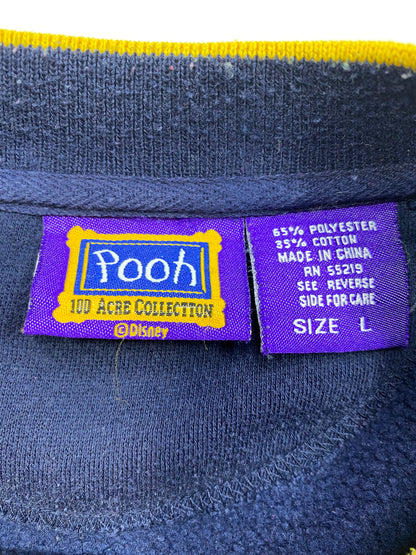 Pooh
100 ACRE COLLECTION
©Disney
65% POLYESTER
35% COTTON
MADE IN CHINA
RN 55219
SEE REVERSE
SIDE FOR CARE
SIZE L